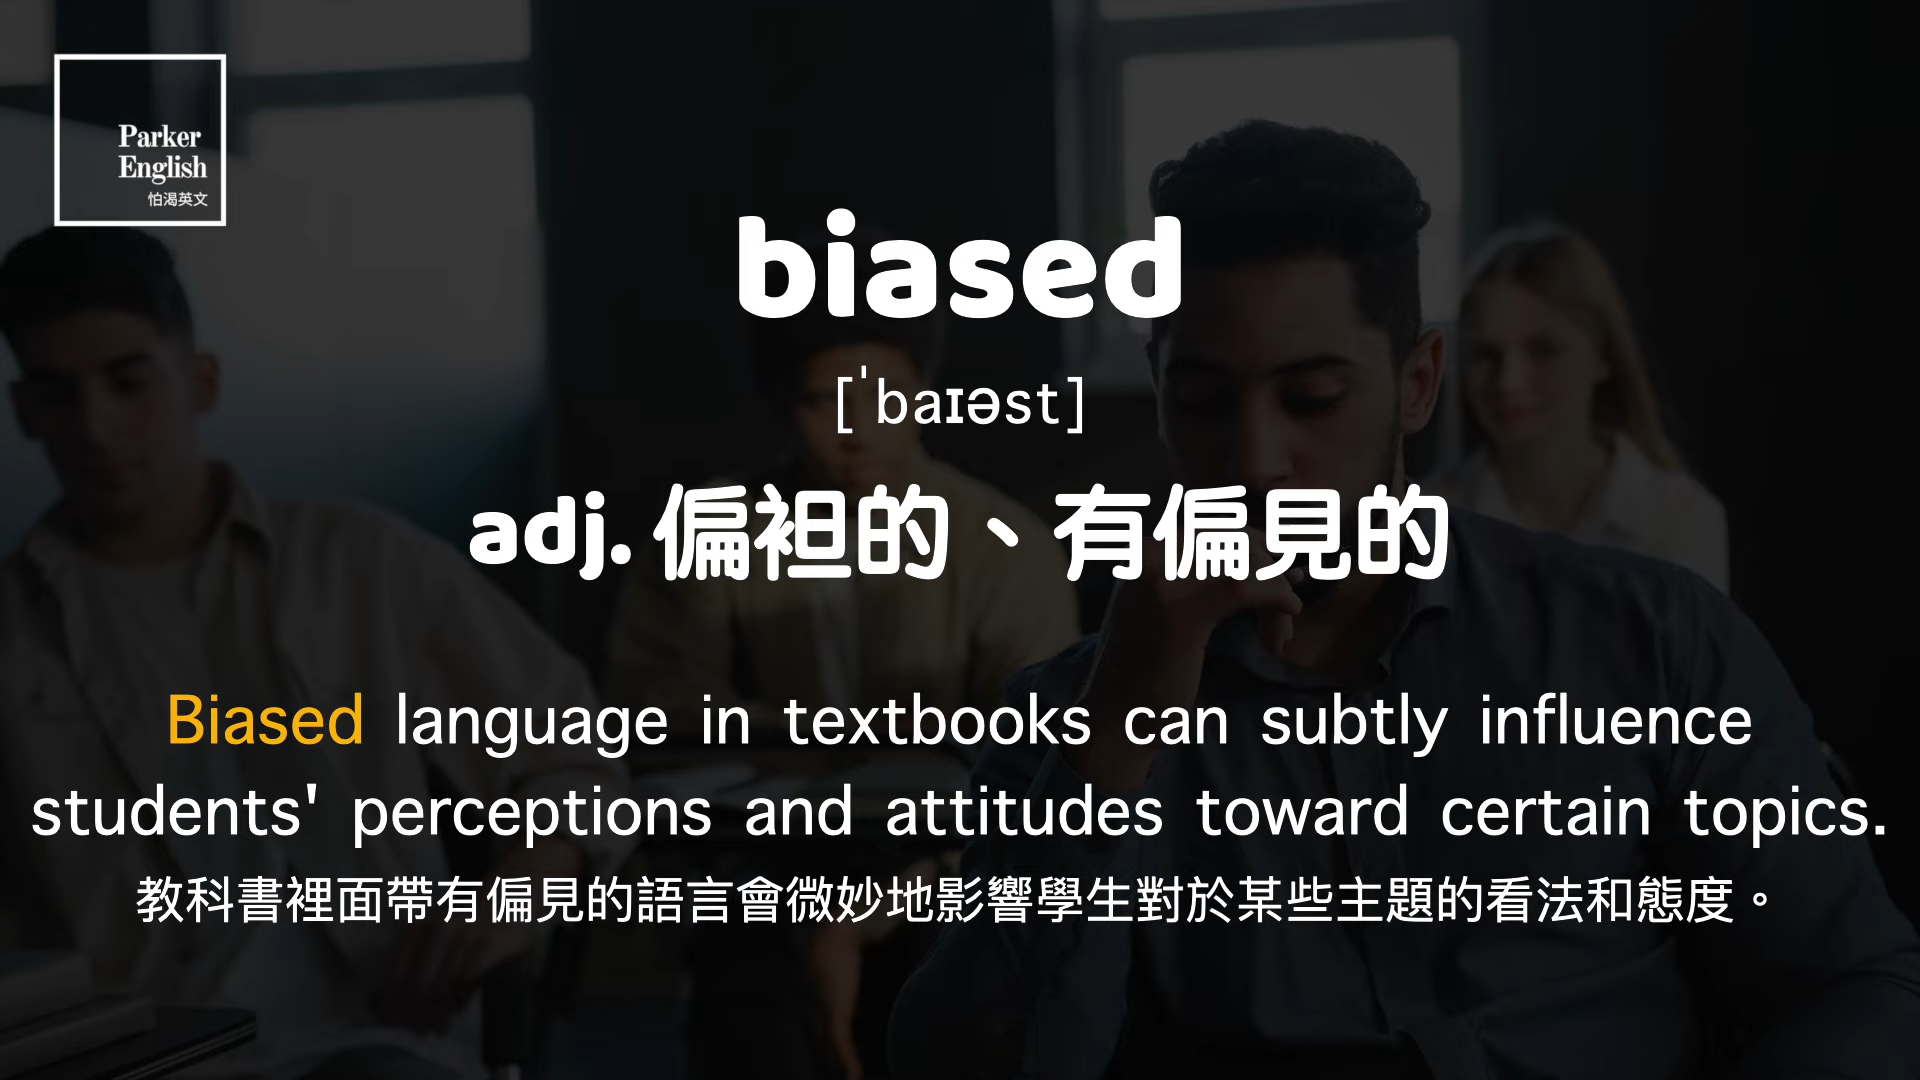 Parker
English
怕渴英文
biased
[ˈbaɪəst]
adj. 偏袒的、有偏見的
Biased language in textbooks can subtly influence
students' perceptions and attitudes toward certain topics.
教科書裡面帶有偏見的語言會微妙地影響學生對於某些主題的看法和態度。